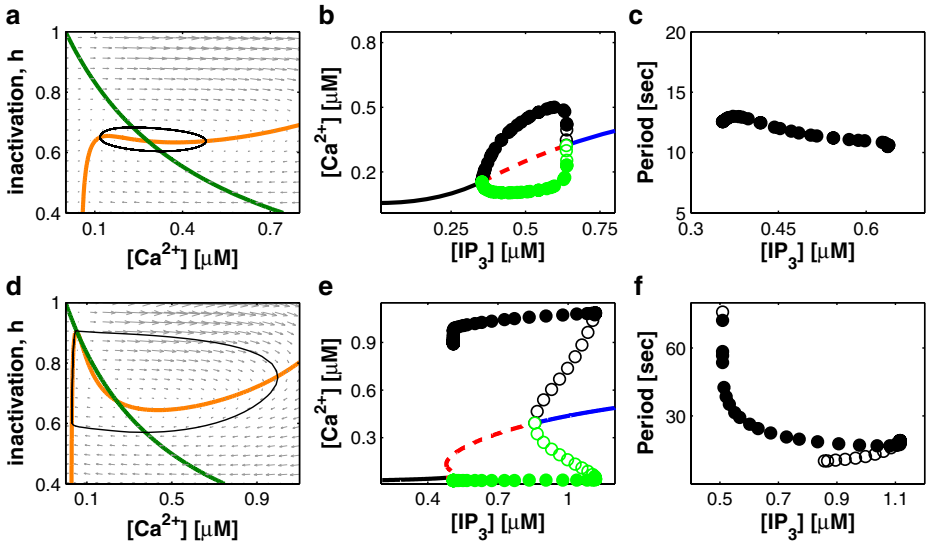 a
1
0.8
0.6
0.4
inactivation, h
0.1
0.4
0.7
[Ca2+] [μM]
b
0.8
0.5
0.2
[Ca2+] [μM]
0.25
0.5
0.75
[IP3] [μM]
c
20
15
10
5
Period [sec]
0.3
0.45
0.6
[IP3] [μM]
d
1
0.8
0.6
0.4
inactivation, h
0.1
0.5
0.9
[Ca2+] [μM]
e
0.9
0.6
0.3
[Ca2+] [μM]
0.4
0.7
1
[IP3] [μM]
f
60
30
Period [sec]
0.5
0.7
0.9
1.1
[IP3] [μM]